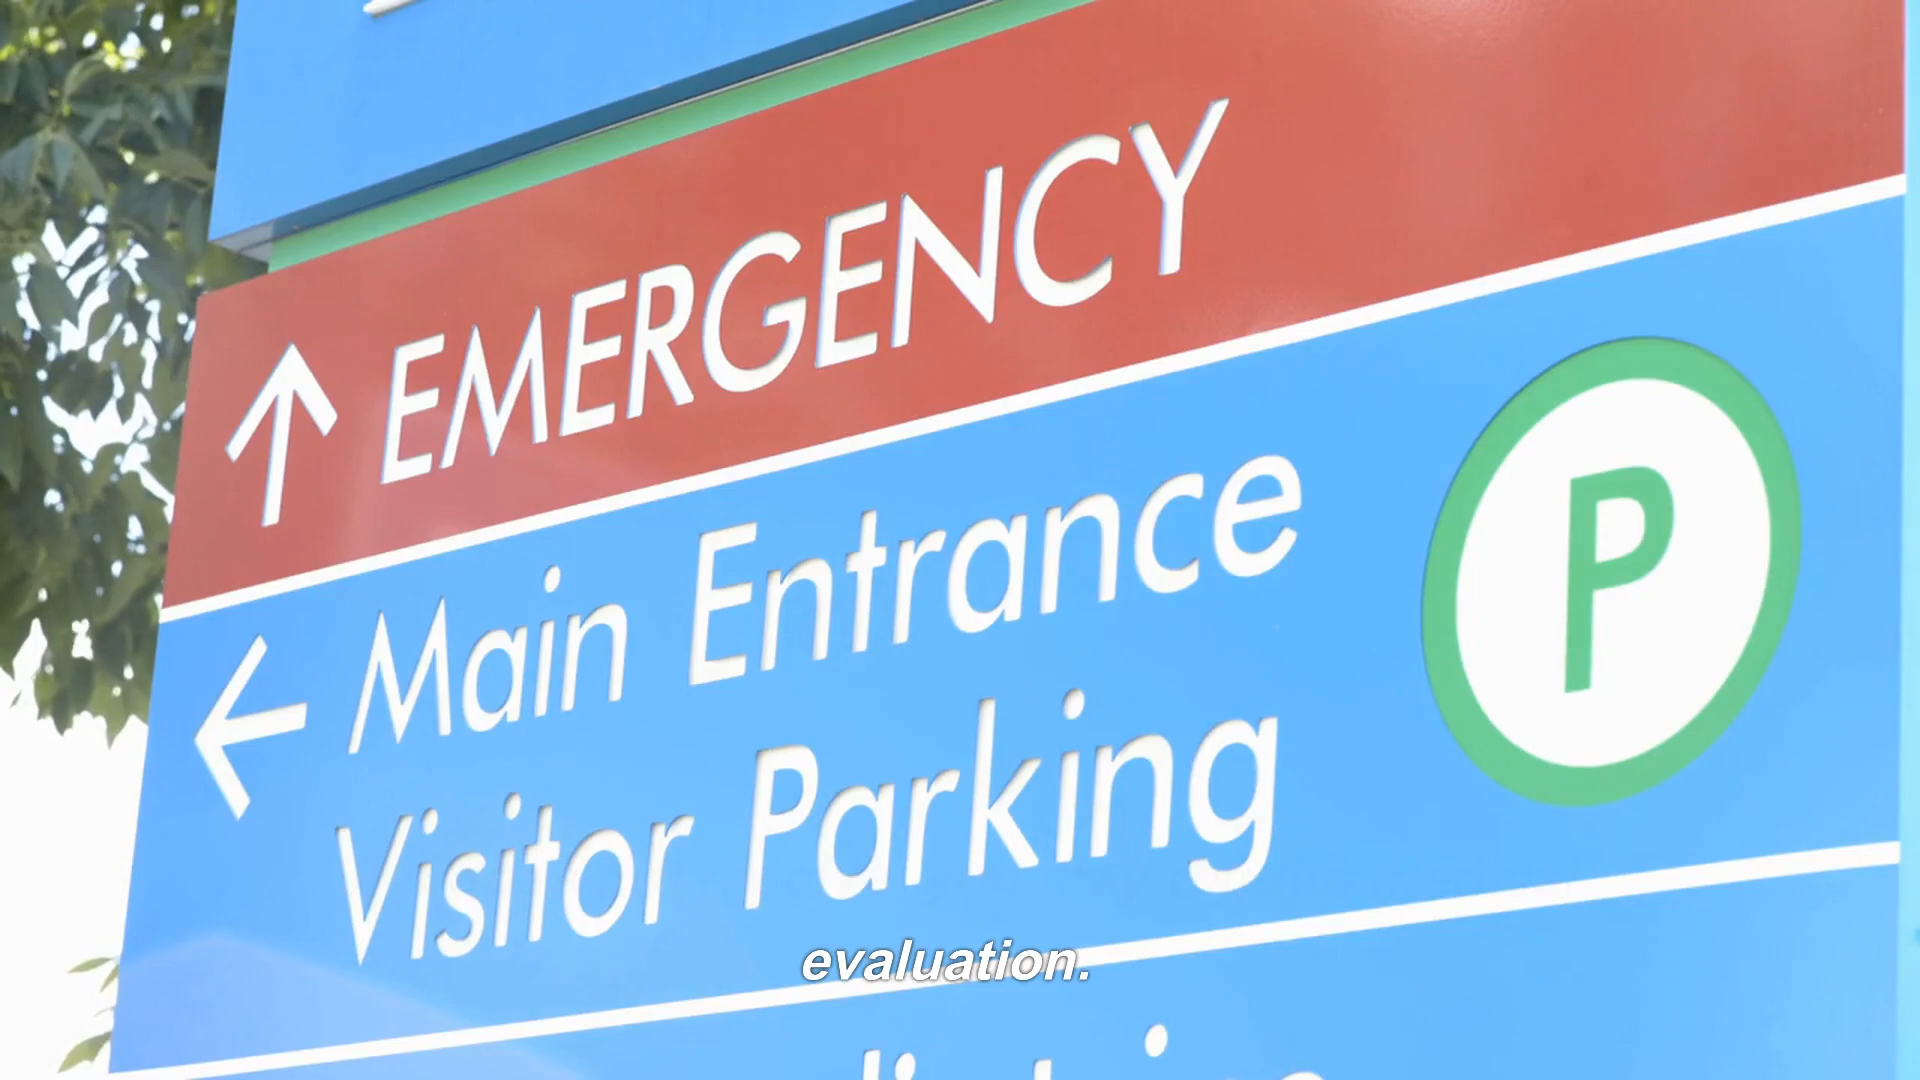 EMERGENCY
Main Entrance
Visitor Parking
P
evaluation.